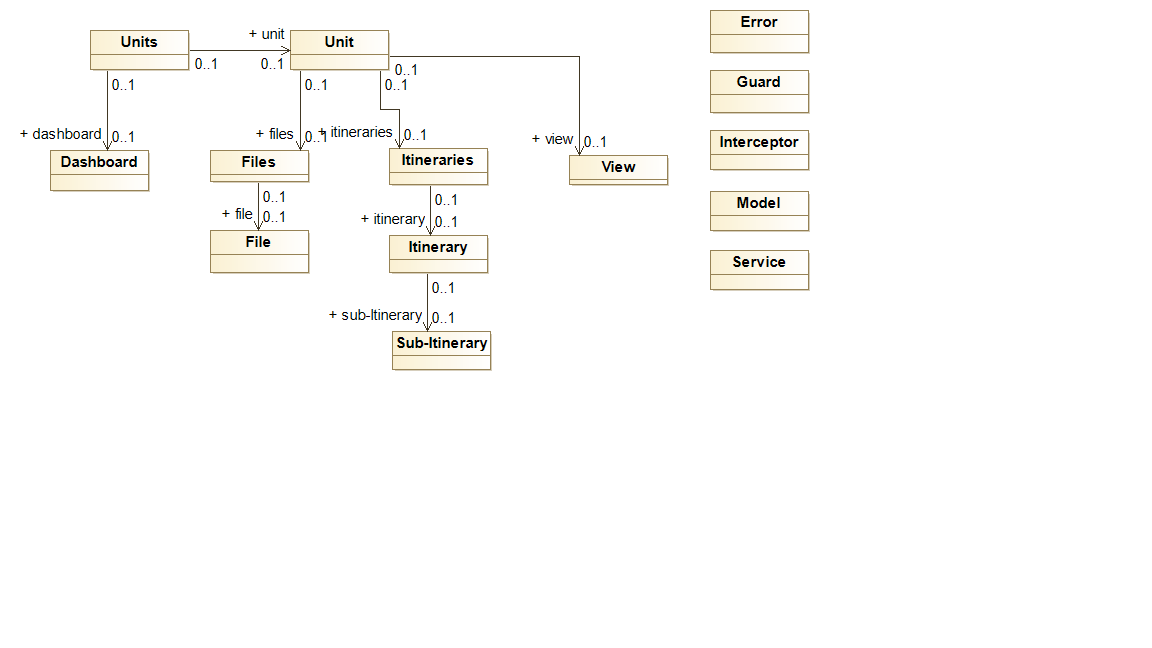 Units
+ unit
Unit
Error
0..1
0..1
0..1
0..1
0..1
0..1
Guard
+ dashboard
0..1
+ files
0..1
+ itineraries
0..1
+ view
0..1
Interceptor
Dashboard
Files
Itineraries
View
0..1
0..1
Model
+ file
0..1
+ itinerary
0..1
File
Itinerary
Service
0..1
+ sub-Itinerary
0..1
Sub-Itinerary